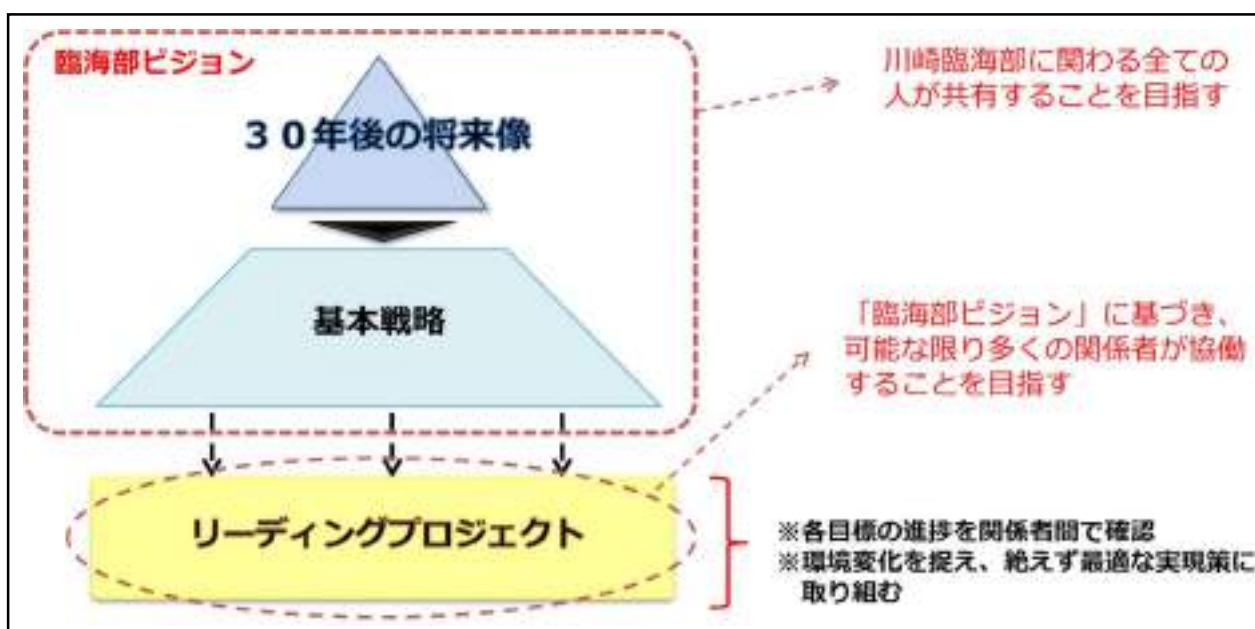 臨海部ビジョン
３０年後の将来像
基本戦略
リーディングプロジェクト
川崎臨海部に関わる全ての
人が共有することを目指す
「臨海部ビジョン」に基づき、
可能な限り多くの関係者が協働
することを目指す
※各目標の進捗を関係者間で確認
※環境変化を捉え、絶えず最適な実現策に
取り組む